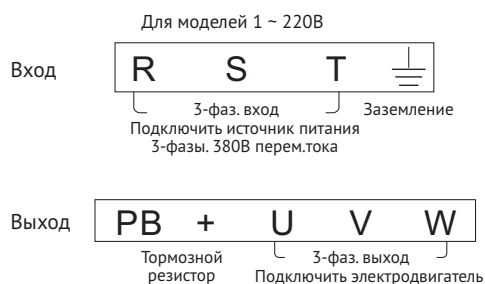 Для моделей 1 ~ 220В
Вход
R S T
3-фаз. вход Заземление
Подключить источник питания
3-фазы. 380В перем.тока
Выход
PB + U V W
Тормозной 3-фаз. выход
резистор Подключить электродвигатель